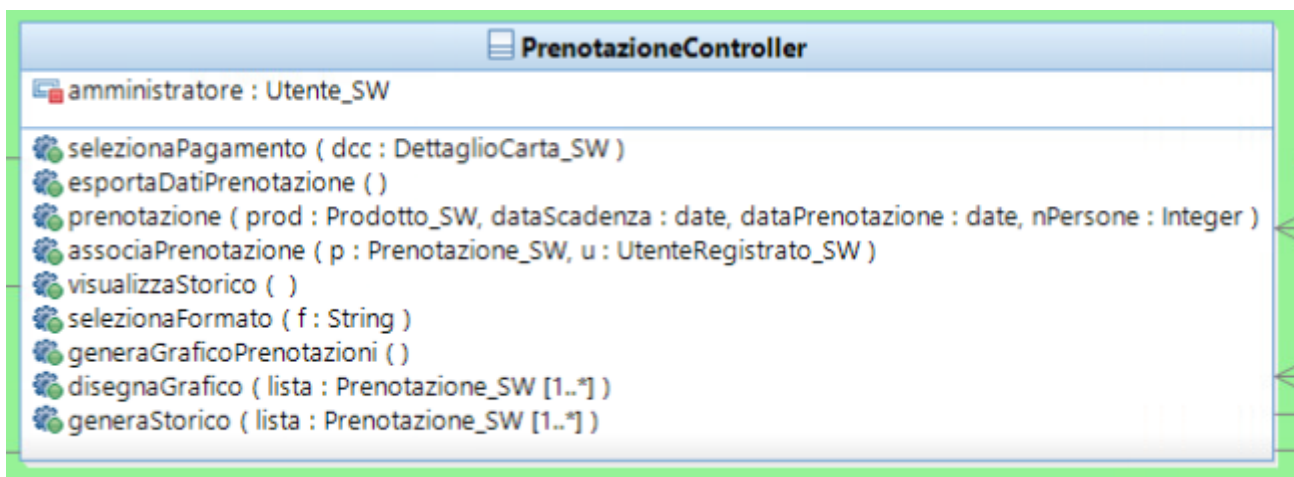 PrenotazioneController
amministratore : Utente_SW
selezionaPagamento ( dcc : DettaglioCarta_SW )
esportaDatiPrenotazione ( )
prenotazione ( prod : Prodotto_SW, dataScadenza : date, dataPrenotazione : date, nPersone : Integer )
associaPrenotazione ( p : Prenotazione_SW, u : UtenteRegistrato_SW )
visualizzaStorico (  )
selezionaFormato ( f : String )
generaGraficoPrenotazioni ( )
disegnaGrafico ( lista : Prenotazione_SW [1..*] )
generaStorico ( lista : Prenotazione_SW [1..*] )